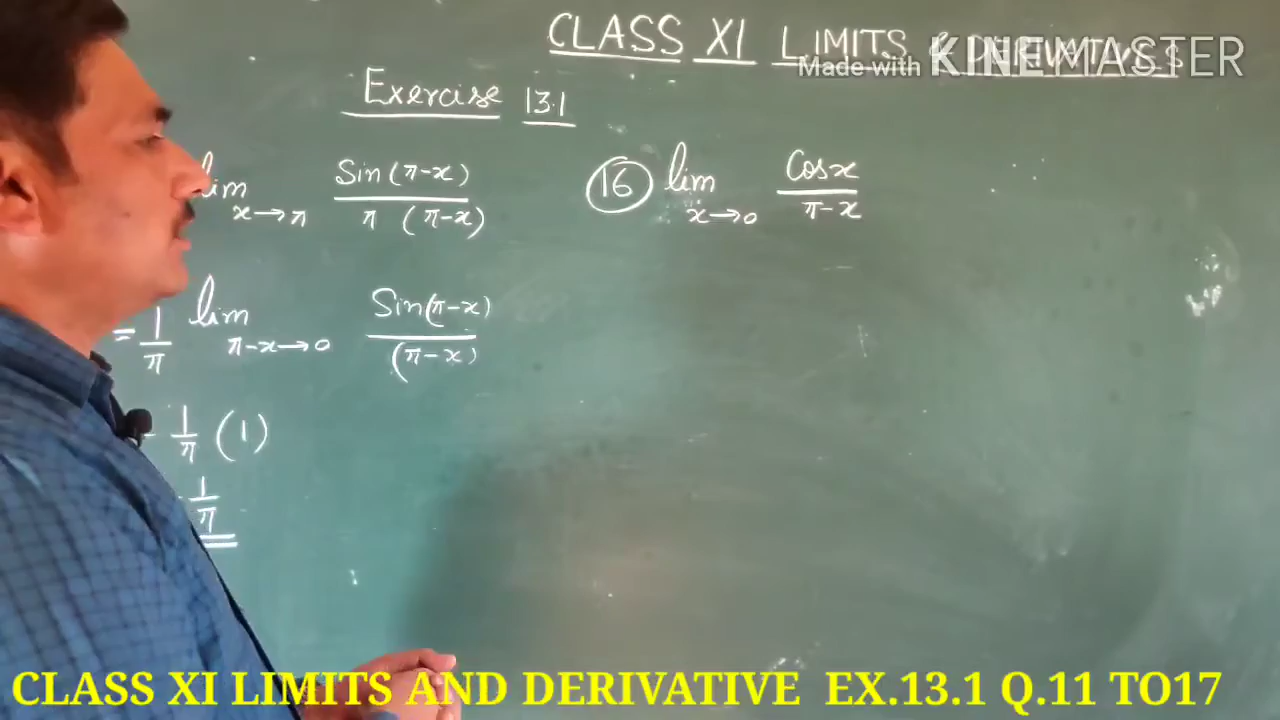 CLASS XI LIMITS & DERIVATIVES
Made with KINEMASTER
Exercise 13.1
lim x→π Sin(π-x) / π (π-x)
= 1/π lim π-x→0 Sin(π-x) / (π-x)
= 1/π (1)
= 1/π
16 lim x→0 Cosx / π-x
CLASS XI LIMITS AND DERIVATIVE EX.13.1 Q.11 TO17